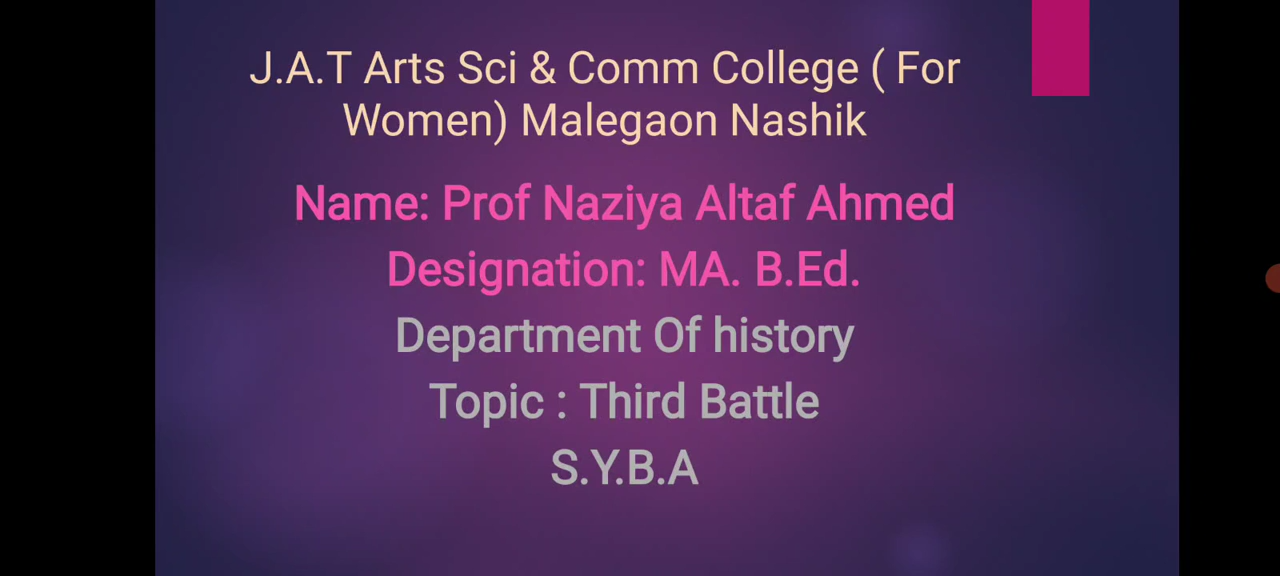 J.A.T Arts Sci & Comm College ( For
Women) Malegaon Nashik
Name: Prof Naziya Altaf Ahmed
Designation: MA. B.Ed.
Department Of history
Topic : Third Battle
S.Y.B.A